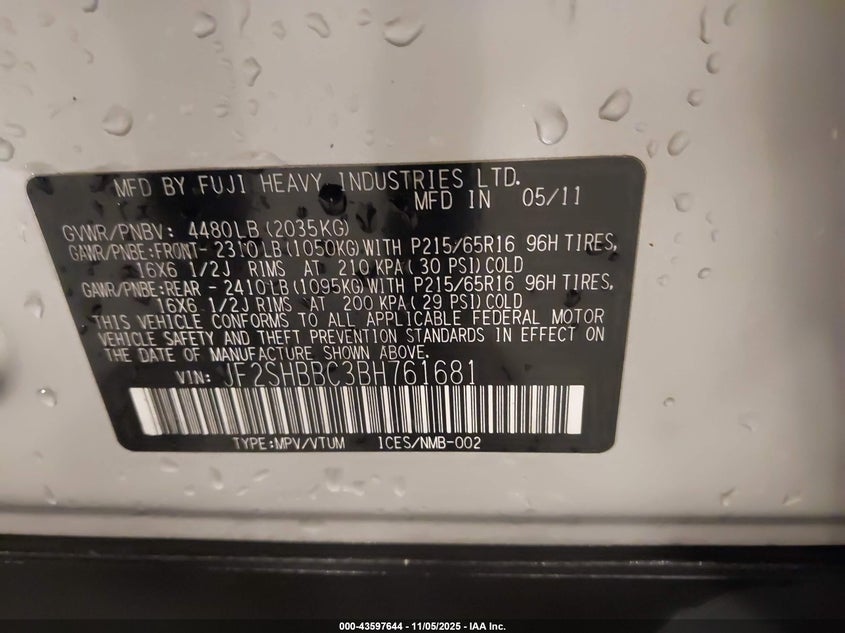 MFD BY FUJI HEAVY INDUSTRIES LTD.
MFD IN 05/11
GVWR/PNBV: 4480LB(2035KG)
GAWR/PNBE:FRONT-2310LB(1050KG)WITH P215/65R16 96H TIRES,
16X6 1/2J RIMS AT 210 KPA(30 PSI)COLD
GAWR/PNBE:REAR -2410LB(1095KG)WITH P215/65R16 96H TIRES,
16X6 1/2J RIMS AT 200 KPA(29 PSI)COLD
THIS VEHICLE CONFORMS TO ALL APPLICABLE FEDERAL MOTOR
VEHICLE SAFETY AND THEFT PREVENTION STANDARDS IN EFFECT ON
THE DATE OF MANUFACTURE SHOWN ABOVE.
VIN: JF2SHBBC3BH761681
TYPE:MPV/VTUM 1CES/NMB-002
000-43597644 - 11/05/2025 - IAA Inc.